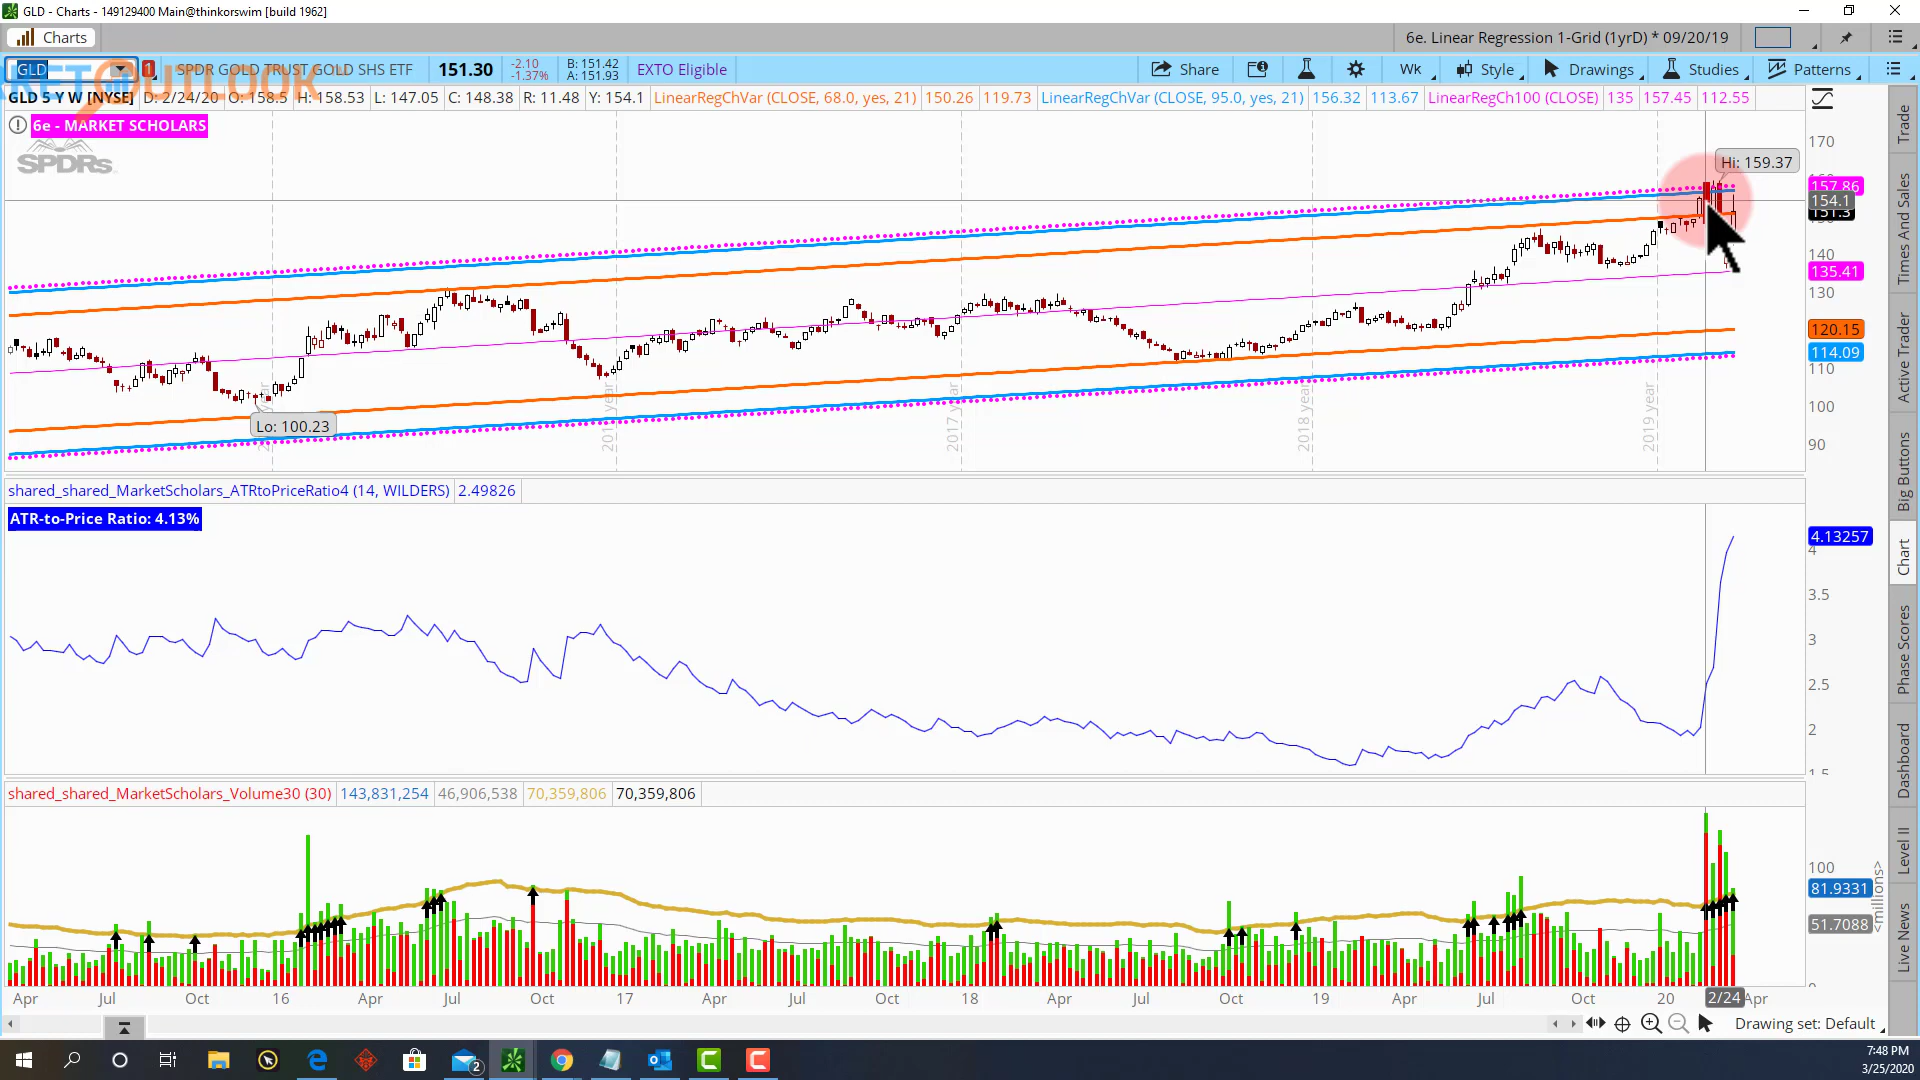 GLD - Charts - 149129400 Main@thinkorswim [build 1962]
Charts
6e. Linear Regression 1-Grid (1yrD) * 09/20/19
GLD
1
SPDR GOLD TRUST GOLD SHS ETF
151.30
-2.10
-1.37%
B: 151.42
A: 151.93
EXTO Eligible
Share
Wk
Style
Drawings
Studies
Patterns
KET OUTLOOK
GLD 5 Y W [NYSE] D: 2/24/20 O: 158.5 H: 158.53 L: 147.05 C: 148.38 R: 11.48 Y: 154.1 LinearRegChVar (CLOSE, 68.0, yes, 21) 150.26 119.73 LinearRegChVar (CLOSE, 95.0, yes, 21) 156.32 113.67 LinearRegCh100 (CLOSE) 135 157.45 112.55
6e - MARKET SCHOLARS
SPDRs
Hi: 159.37
Lo: 100.23
2017 year
2018 year
2019 year
170
157.86
154.1
151.3
140
135.41
130
120.15
114.09
110
100
90
shared_shared_MarketScholars_ATRtoPriceRatio4 (14, WILDERS) 2.49826
ATR-to-Price Ratio: 4.13%
4.13257
4
3.5
3
2.5
2
1.5
shared_shared_MarketScholars_Volume30 (30) 143,831,254 46,906,538 70,359,806 70,359,806
100
81.9331
51.7088
<millions>
Apr Jul Oct 16 Apr Jul Oct 17 Apr Jul Oct 18 Apr Jul Oct 19 Apr Jul Oct 20 2/24 Apr
Drawing set: Default
Trade
Times And Sales
Active Trader
Big Buttons
Chart
Phase Scores
Dashboard
Level II
Live News
2
7:48 PM
3/25/2020